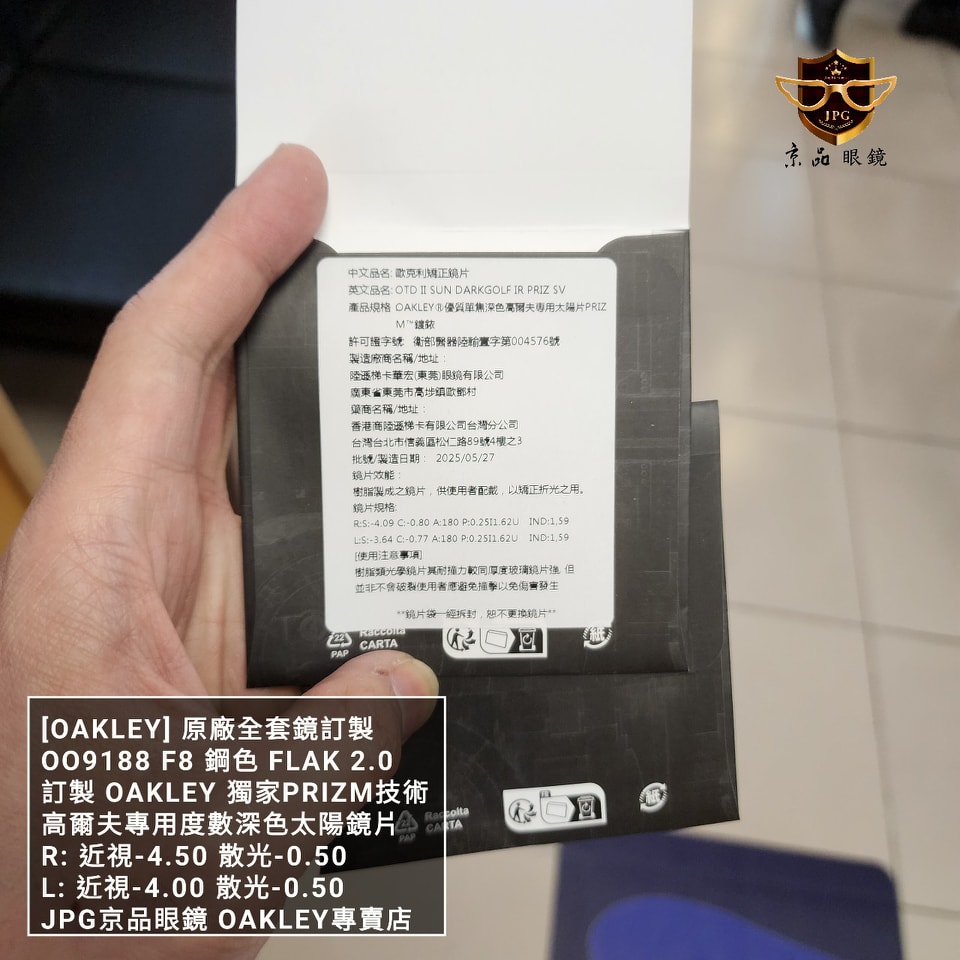 JPG
京品眼鏡
中文品名: 歐克利矯正鏡片
英文品名: OTD II SUN DARKGOLF IR PRIZ SV
產品規格 OAKLEY®優質單焦深色高爾夫專用太陽片PRIZ
M™鍍銥
許可證字號 衛部醫器陸輸壹字第004576號
製造廠商名稱/地址：
陸遜梯卡華宏(東莞)眼鏡有限公司
廣東省東莞市高埗鎮歐鄧村
藥商名稱/地址：
香港商陸遜梯卡有限公司台灣分公司
台灣台北市信義區松仁路89號4樓之3
批號/製造日期： 2025/05/27
鏡片效能：
樹脂製成之鏡片，供使用者配戴，以矯正折光之用。
鏡片規格:
R:S:-4.09 C:-0.80 A:180 P:0.25I1.62U IND:1.59
L:S:-3.64 C:-0.77 A:180 P:0.25I1.62U IND:1.59
[使用注意事項]
樹脂類光學鏡片其耐撞力較同厚度玻璃鏡片強, 但
並非不會破裂使用者應避免撞擊以免傷害發生
**鏡片袋一經拆封，恕不更換鏡片**
22
PAP
Raccolta
CARTA
紙
Raccolta
CARTA
PAP
紙
[OAKLEY] 原廠全套鏡訂製
OO9188 F8 鋼色 FLAK 2.0
訂製 OAKLEY 獨家PRIZM技術
高爾夫專用度數深色太陽鏡片
R: 近視-4.50 散光-0.50
L: 近視-4.00 散光-0.50
JPG京品眼鏡 OAKLEY專賣店